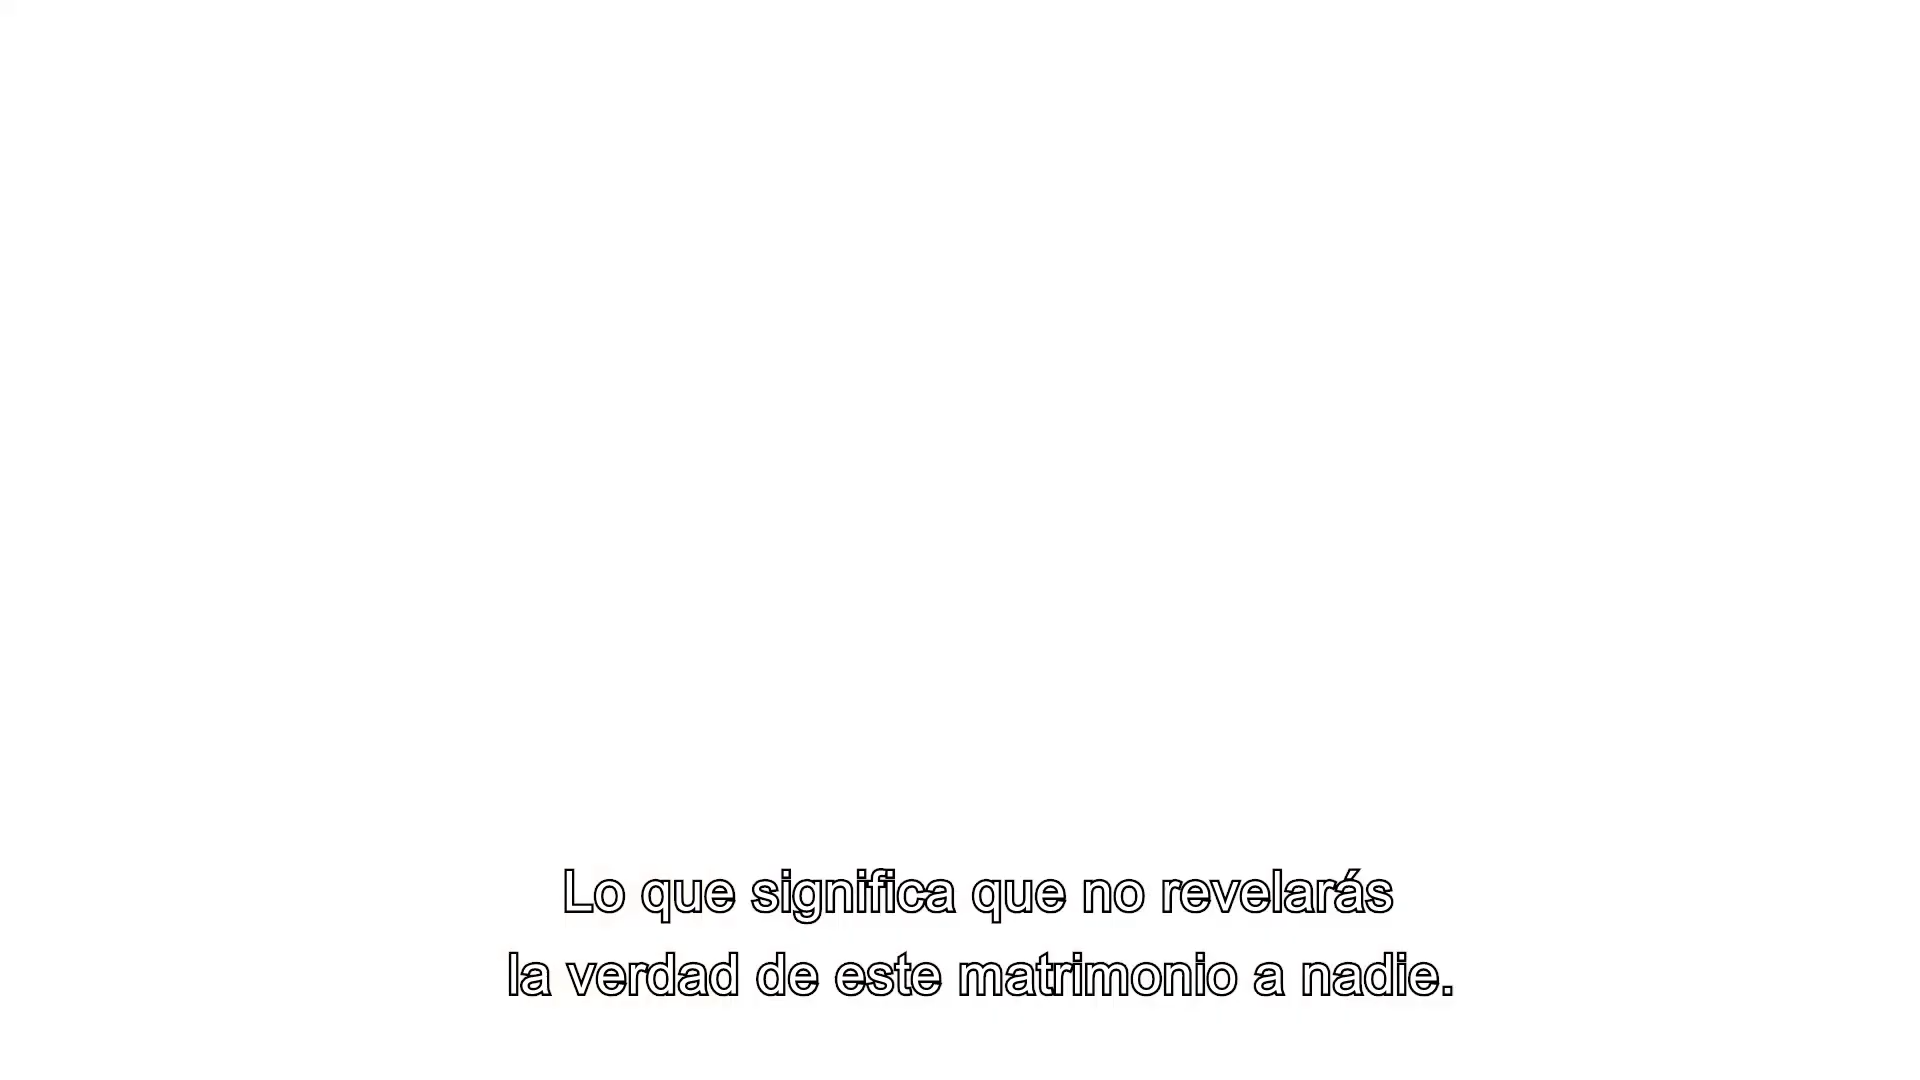 Lo que significa que no revelarás
la verdad de este matrimonio a nadie.